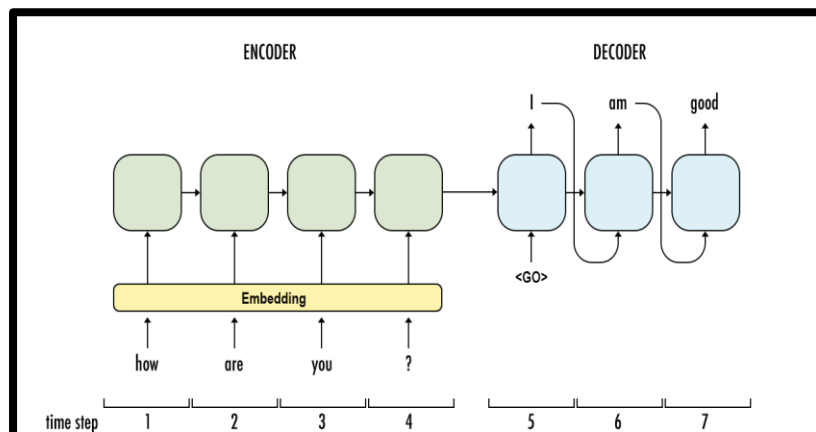 ENCODER DECODER
I am good
<GO>
Embedding
how are you ?
time step 1 2 3 4 5 6 7